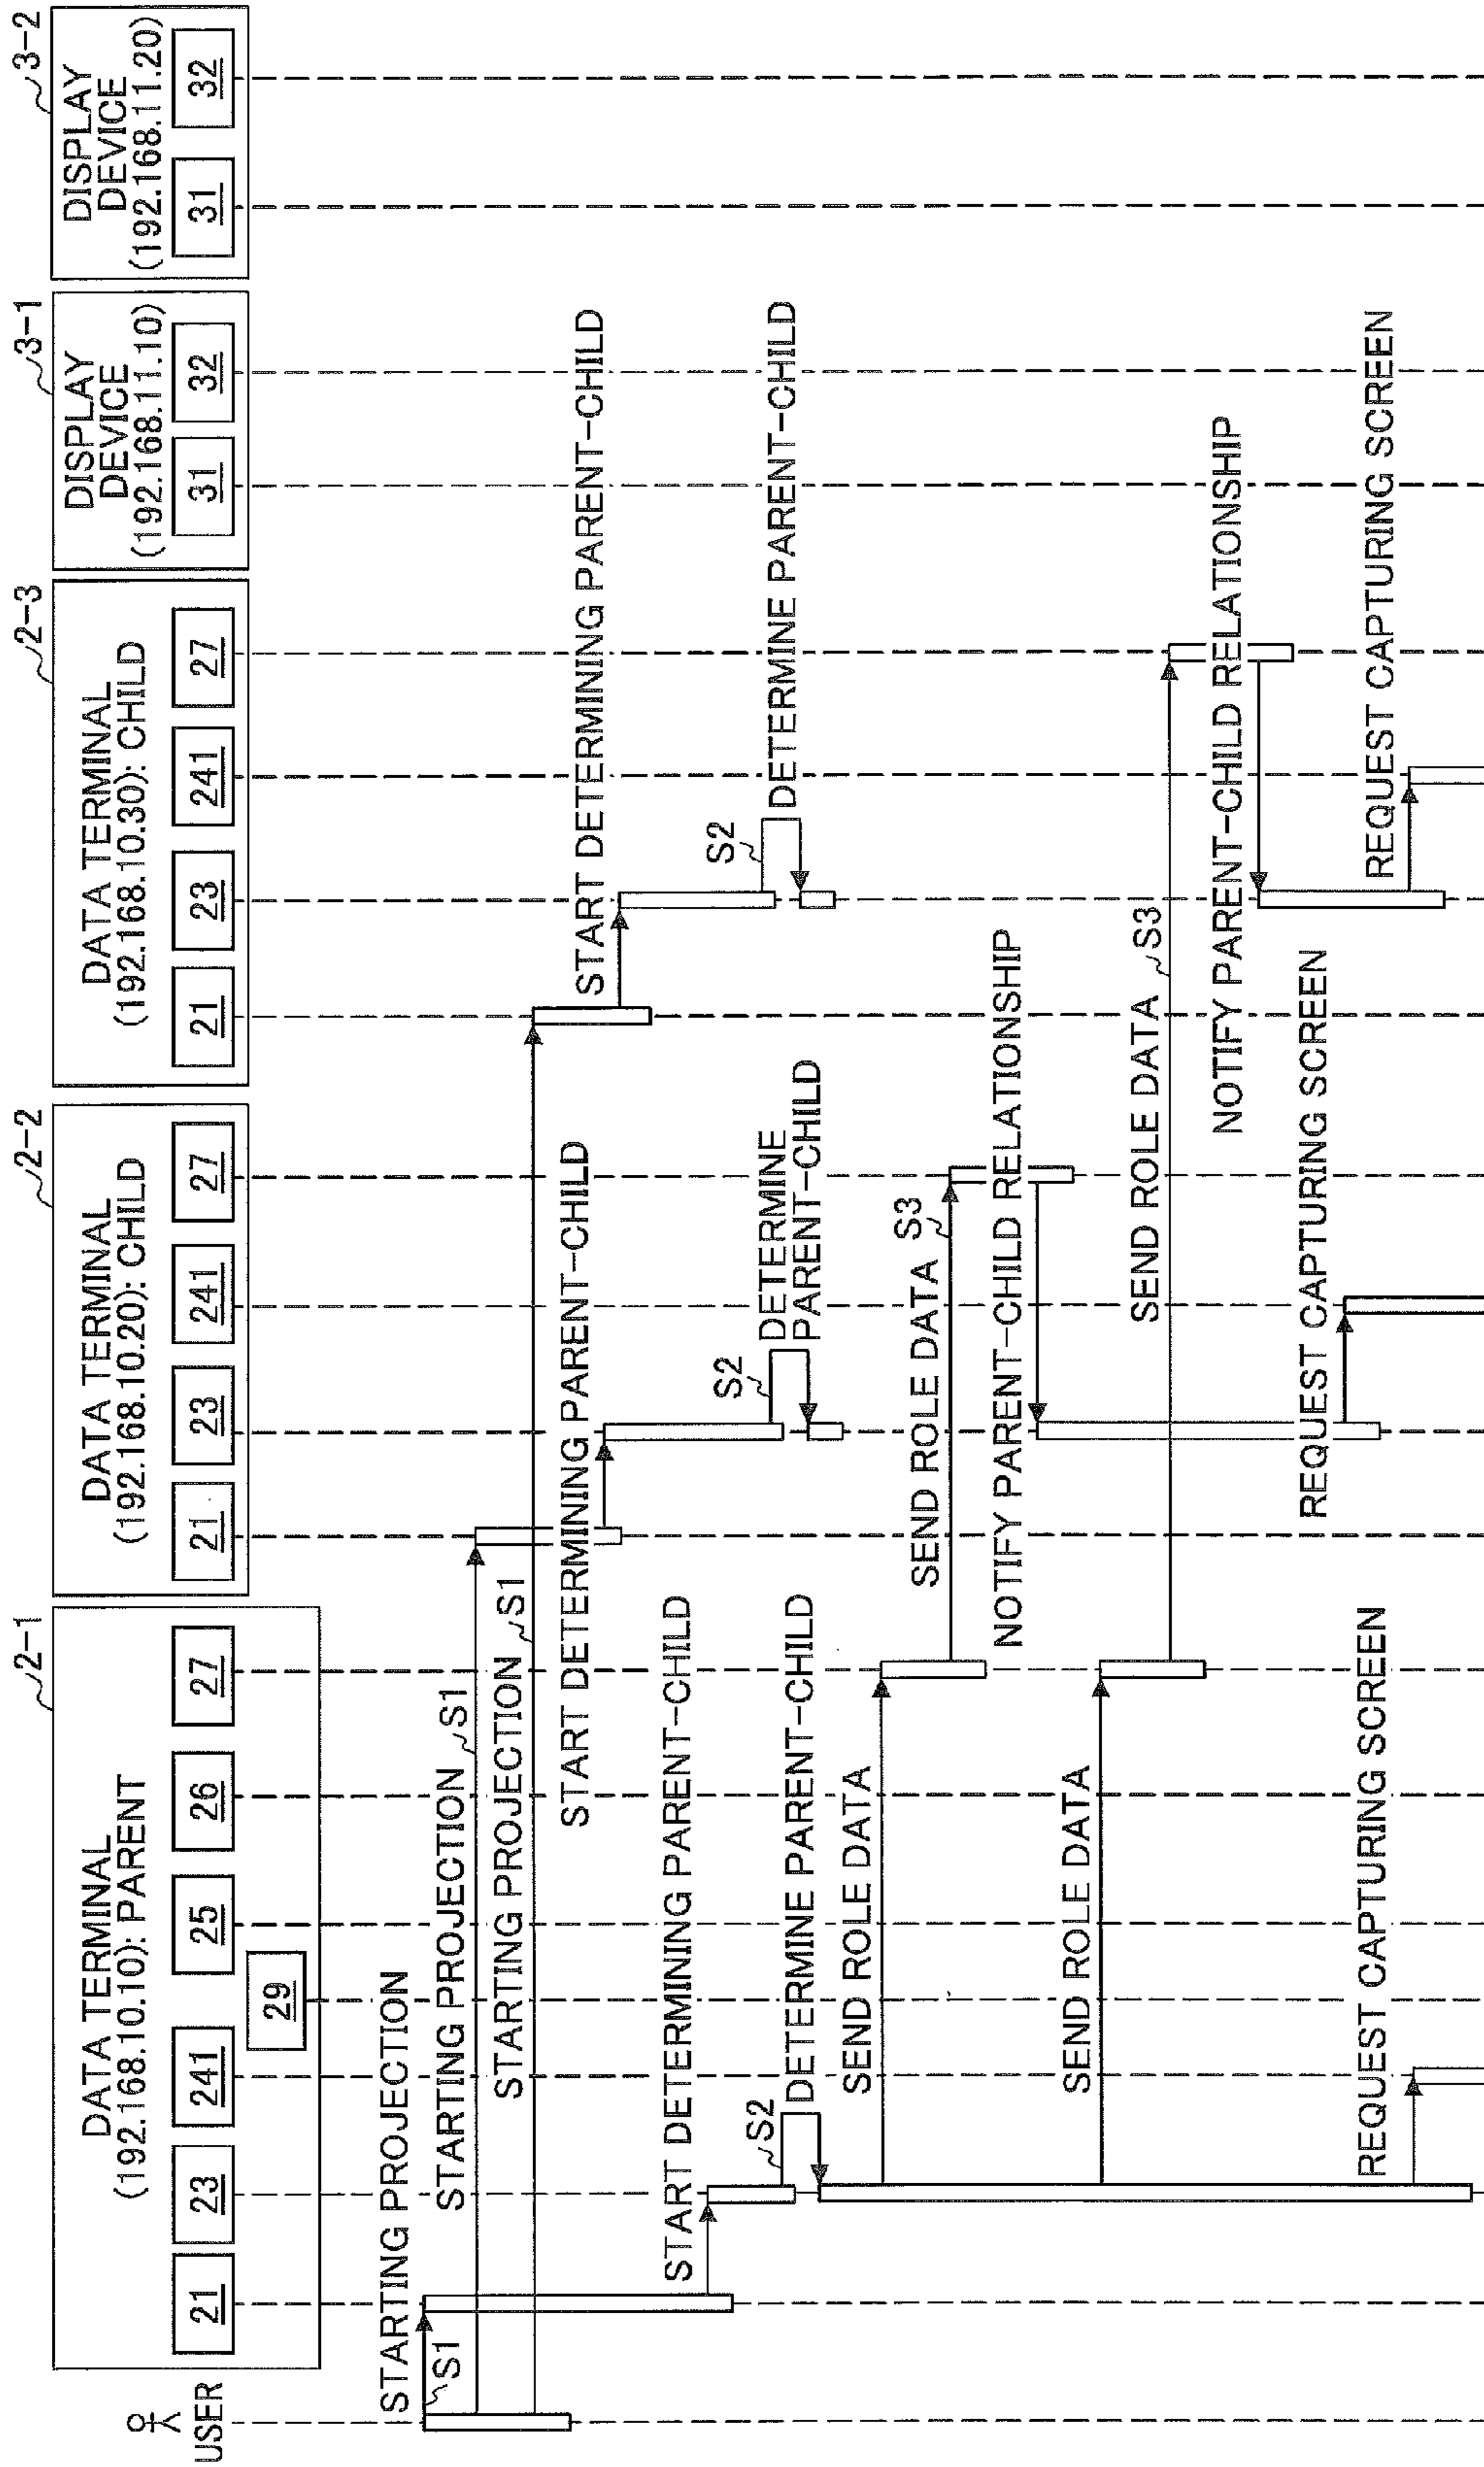 USER
2-1
DATA TERMINAL
(192.168.10.10): PARENT
21
23
241
29
25
26
27
2-2
DATA TERMINAL
(192.168.10.20): CHILD
21
23
241
27
2-3
DATA TERMINAL
(192.168.10.30): CHILD
21
23
241
27
3-1
DISPLAY
DEVICE
(192.168.11.10)
31
32
3-2
DISPLAY
DEVICE
(192.168.11.20)
31
32
STARTING PROJECTION
S1
STARTING PROJECTION
S1
STARTING PROJECTION
S1
START DETERMINING PARENT-CHILD
START DETERMINING PARENT-CHILD
START DETERMINING PARENT-CHILD
S2
DETERMINE PARENT-CHILD
S2
DETERMINE
PARENT-CHILD
S2
DETERMINE PARENT-CHILD
SEND ROLE DATA
SEND ROLE DATA
S3
NOTIFY PARENT-CHILD RELATIONSHIP
SEND ROLE DATA
SEND ROLE DATA
S3
NOTIFY PARENT-CHILD RELATIONSHIP
REQUEST CAPTURING SCREEN
REQUEST CAPTURING SCREEN
REQUEST CAPTURING SCREEN